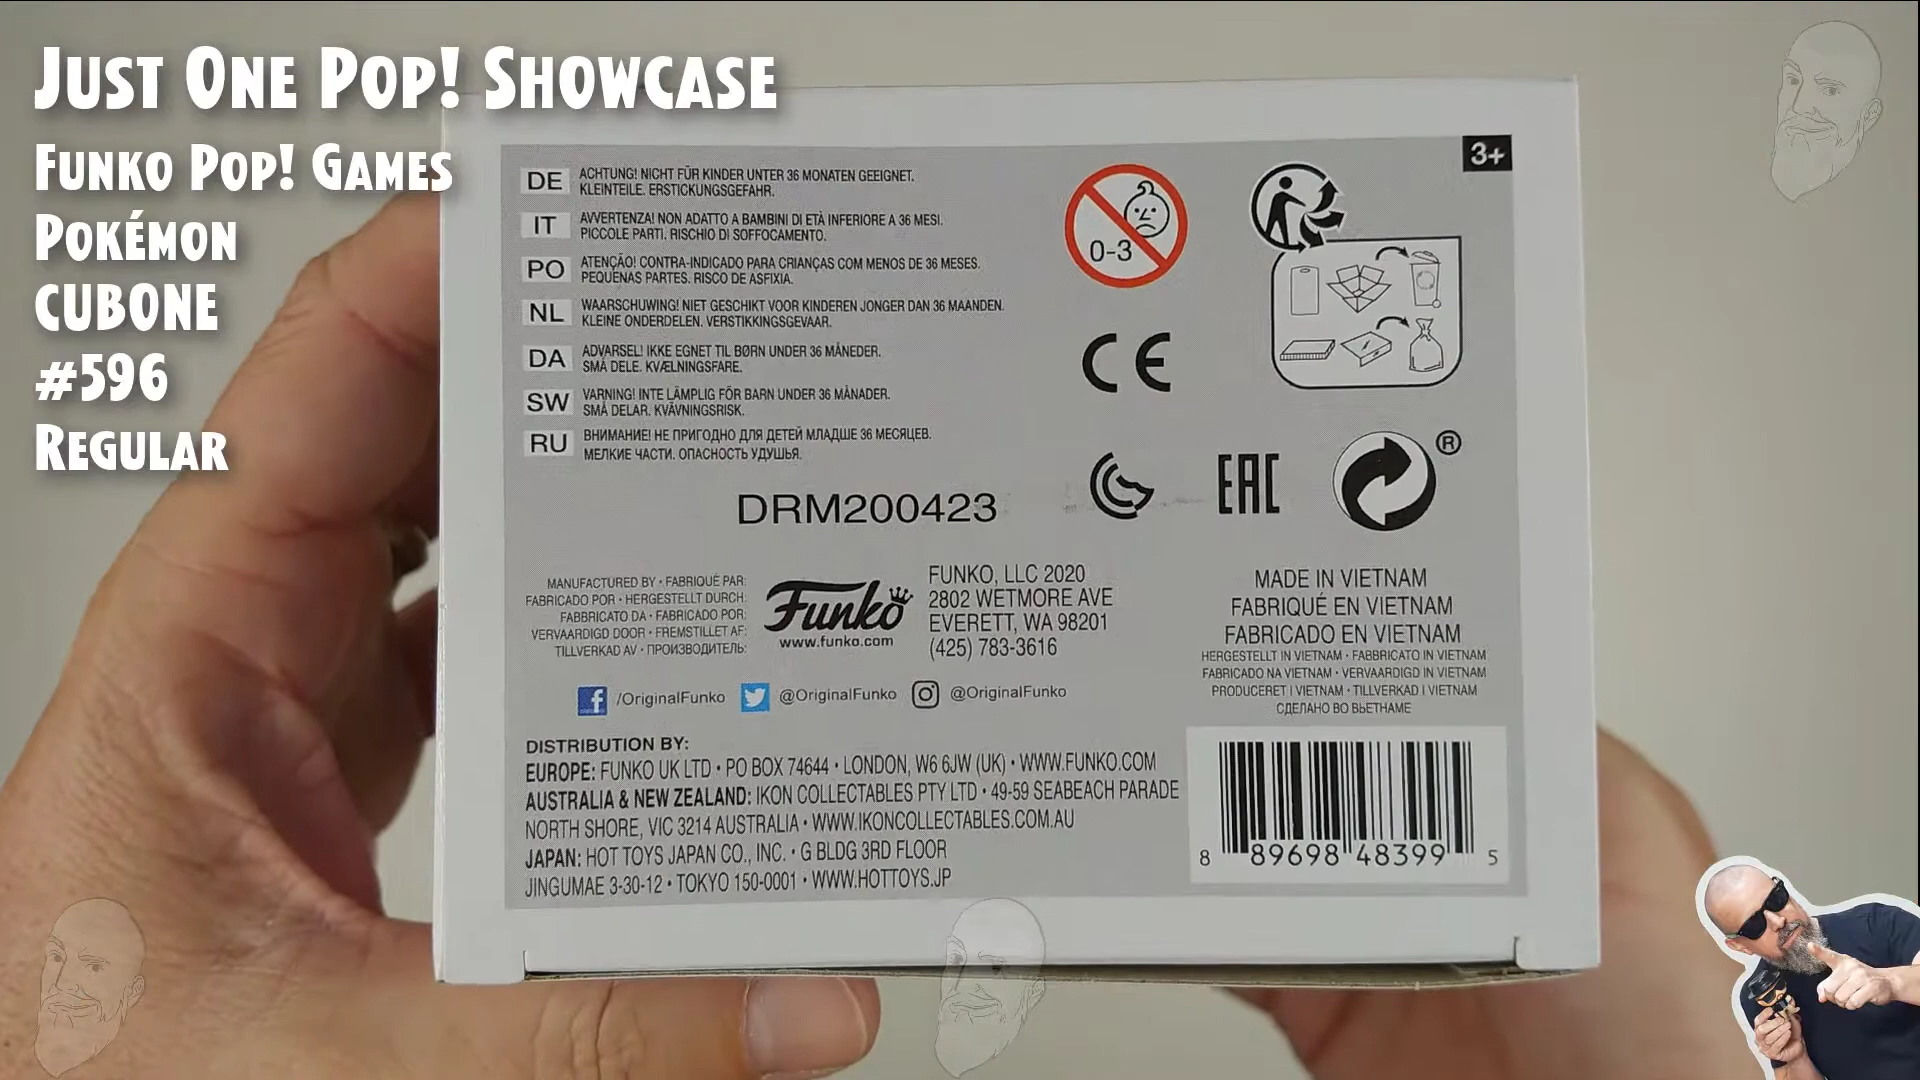 Just One Pop! Showcase
Funko Pop! Games
Pokémon
CUBONE
#596
Regular
3+
DE ACHTUNG! NICHT FÜR KINDER UNTER 36 MONATEN GEEIGNET.
KLEINTEILE. ERSTICKUNGSGEFAHR.
IT AVVERTENZA! NON ADATTO A BAMBINI DI ETÀ INFERIORE A 36 MESI.
PICCOLE PARTI. RISCHIO DI SOFFOCAMENTO.
PO ATENÇÃO! CONTRA-INDICADO PARA CRIANÇAS COM MENOS DE 36 MESES.
PEQUENAS PARTES. RISCO DE ASFIXIA.
NL WAARSCHUWING! NIET GESCHIKT VOOR KINDEREN JONGER DAN 36 MAANDEN.
KLEINE ONDERDELEN. VERSTIKKINGSGEVAAR.
DA ADVARSEL! IKKE EGNET TIL BØRN UNDER 36 MÅNEDER.
SMÅ DELE. KVÆLNINGSFARE.
SW VARNING! INTE LÄMPLIG FÖR BARN UNDER 36 MÅNADER.
SMÅ DELAR. KVÄVNINGSRISK.
RU ВНИМАНИЕ! НЕ ПРИГОДНО ДЛЯ ДЕТЕЙ МЛАДШЕ 36 МЕСЯЦЕВ.
МЕЛКИЕ ЧАСТИ. ОПАСНОСТЬ УДУШЬЯ.
0-3
CE
EAC
®
DRM200423
MANUFACTURED BY • FABRIQUÉ PAR:
FABRICADO POR • HERGESTELLT DURCH:
FABBRICATO DA • FABRICADO POR:
VERVAARDIGD DOOR • FREMSTILLET AF:
TILLVERKAD AV • ПРОИЗВОДИТЕЛЬ:
Funko
www.funko.com
FUNKO, LLC 2020
2802 WETMORE AVE
EVERETT, WA 98201
(425) 783-3616
MADE IN VIETNAM
FABRIQUÉ EN VIETNAM
FABRICADO EN VIETNAM
HERGESTELLT IN VIETNAM • FABBRICATO IN VIETNAM
FABRICADO NA VIETNAM • VERVAARDIGD IN VIETNAM
PRODUCERET I VIETNAM • TILLVERKAD I VIETNAM
СДЕЛАНО ВО ВЬЕТНАМЕ
/OriginalFunko @OriginalFunko @OriginalFunko
DISTRIBUTION BY:
EUROPE: FUNKO UK LTD • PO BOX 74644 • LONDON, W6 6JW (UK) • WWW.FUNKO.COM
AUSTRALIA & NEW ZEALAND: IKON COLLECTABLES PTY LTD • 49-59 SEABEACH PARADE
NORTH SHORE, VIC 3214 AUSTRALIA • WWW.IKONCOLLECTABLES.COM.AU
JAPAN: HOT TOYS JAPAN CO., INC. • G BLDG 3RD FLOOR
JINGUMAE 3-30-12 • TOKYO 150-0001 • WWW.HOTTOYS.JP
8 89698 48399 5